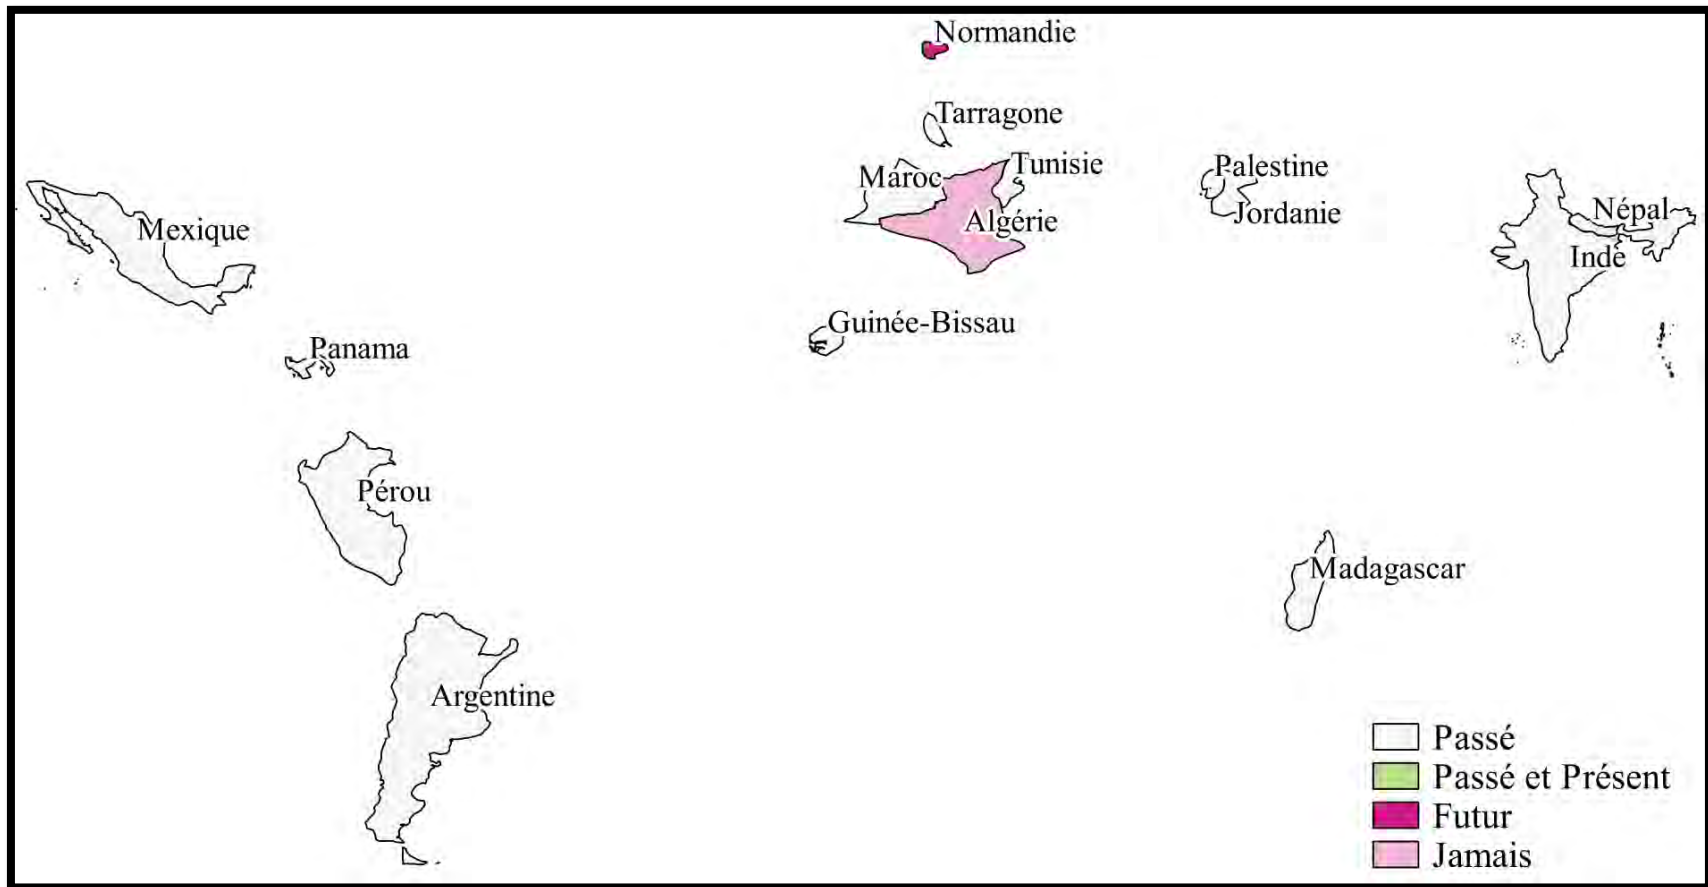 Normandie
Tarragone
Tunisie
Maroc
Algérie
Palestine
Jordanie
Népal
Inde
Mexique
Guinée-Bissau
Panama
Pérou
Madagascar
Argentine
Passé
Passé et Présent
Futur
Jamais